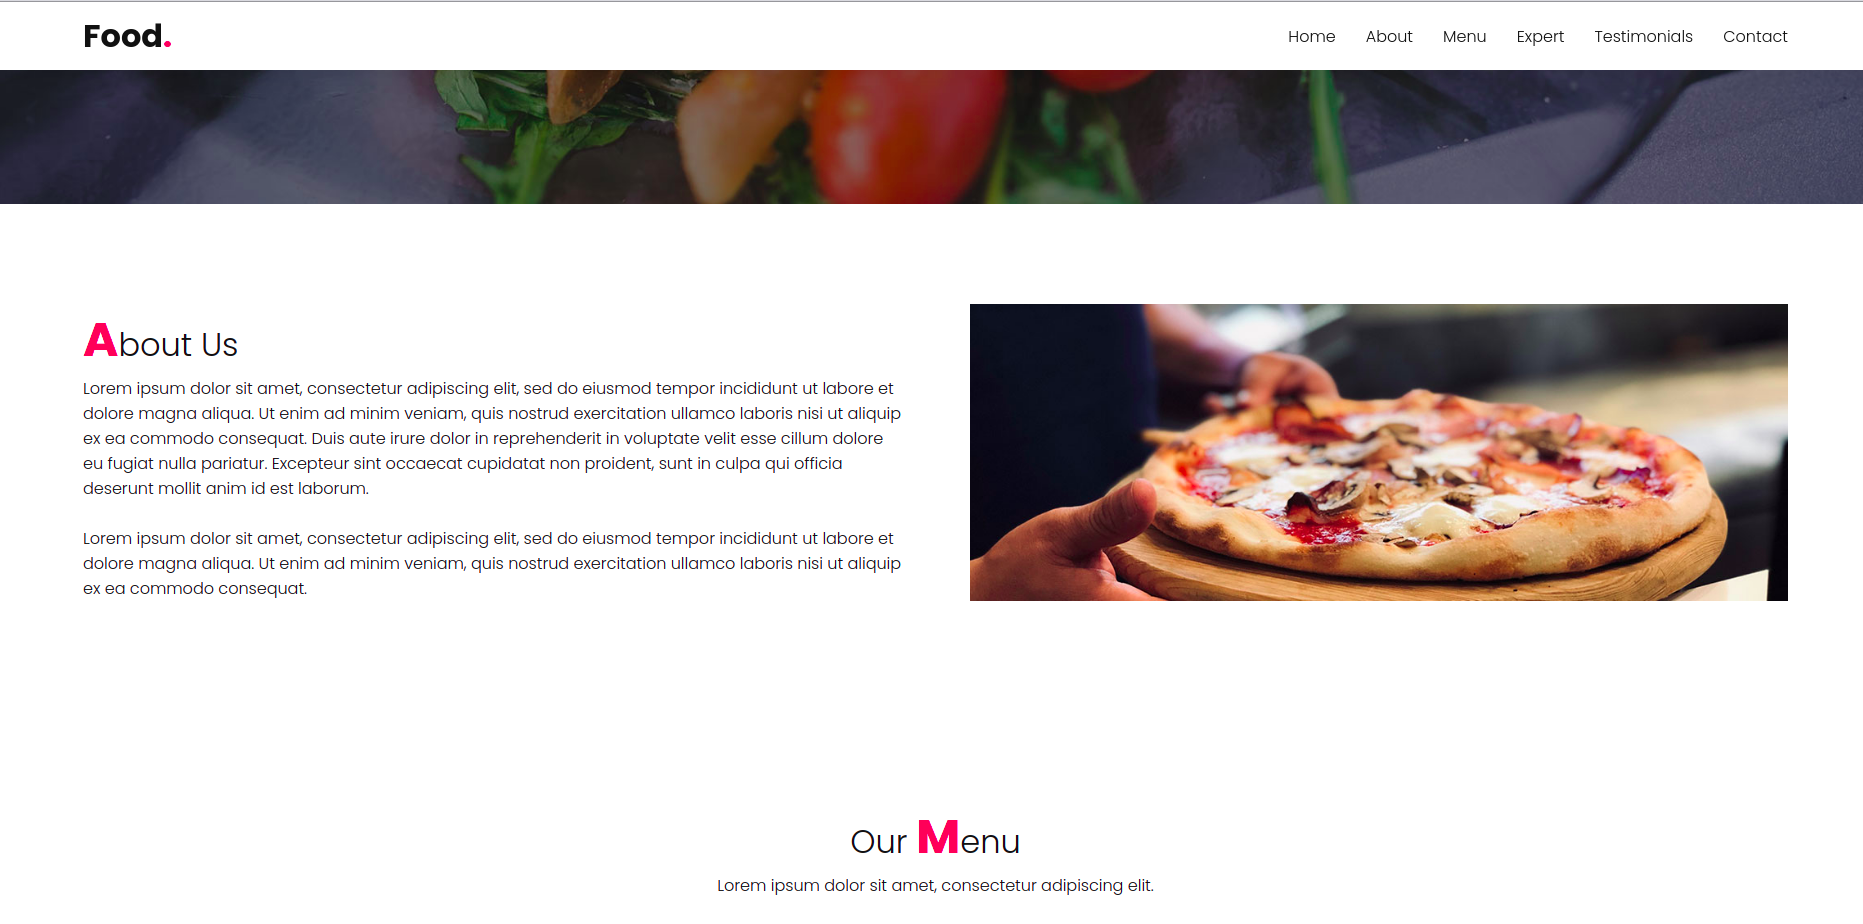 Food.
Home About Menu Expert Testimonials Contact
About Us
Lorem ipsum dolor sit amet, consectetur adipiscing elit, sed do eiusmod tempor incididunt ut labore et
dolore magna aliqua. Ut enim ad minim veniam, quis nostrud exercitation ullamco laboris nisi ut aliquip
ex ea commodo consequat. Duis aute irure dolor in reprehenderit in voluptate velit esse cillum dolore
eu fugiat nulla pariatur. Excepteur sint occaecat cupidatat non proident, sunt in culpa qui officia
deserunt mollit anim id est laborum.
Lorem ipsum dolor sit amet, consectetur adipiscing elit, sed do eiusmod tempor incididunt ut labore et
dolore magna aliqua. Ut enim ad minim veniam, quis nostrud exercitation ullamco laboris nisi ut aliquip
ex ea commodo consequat.
Our Menu
Lorem ipsum dolor sit amet, consectetur adipiscing elit.